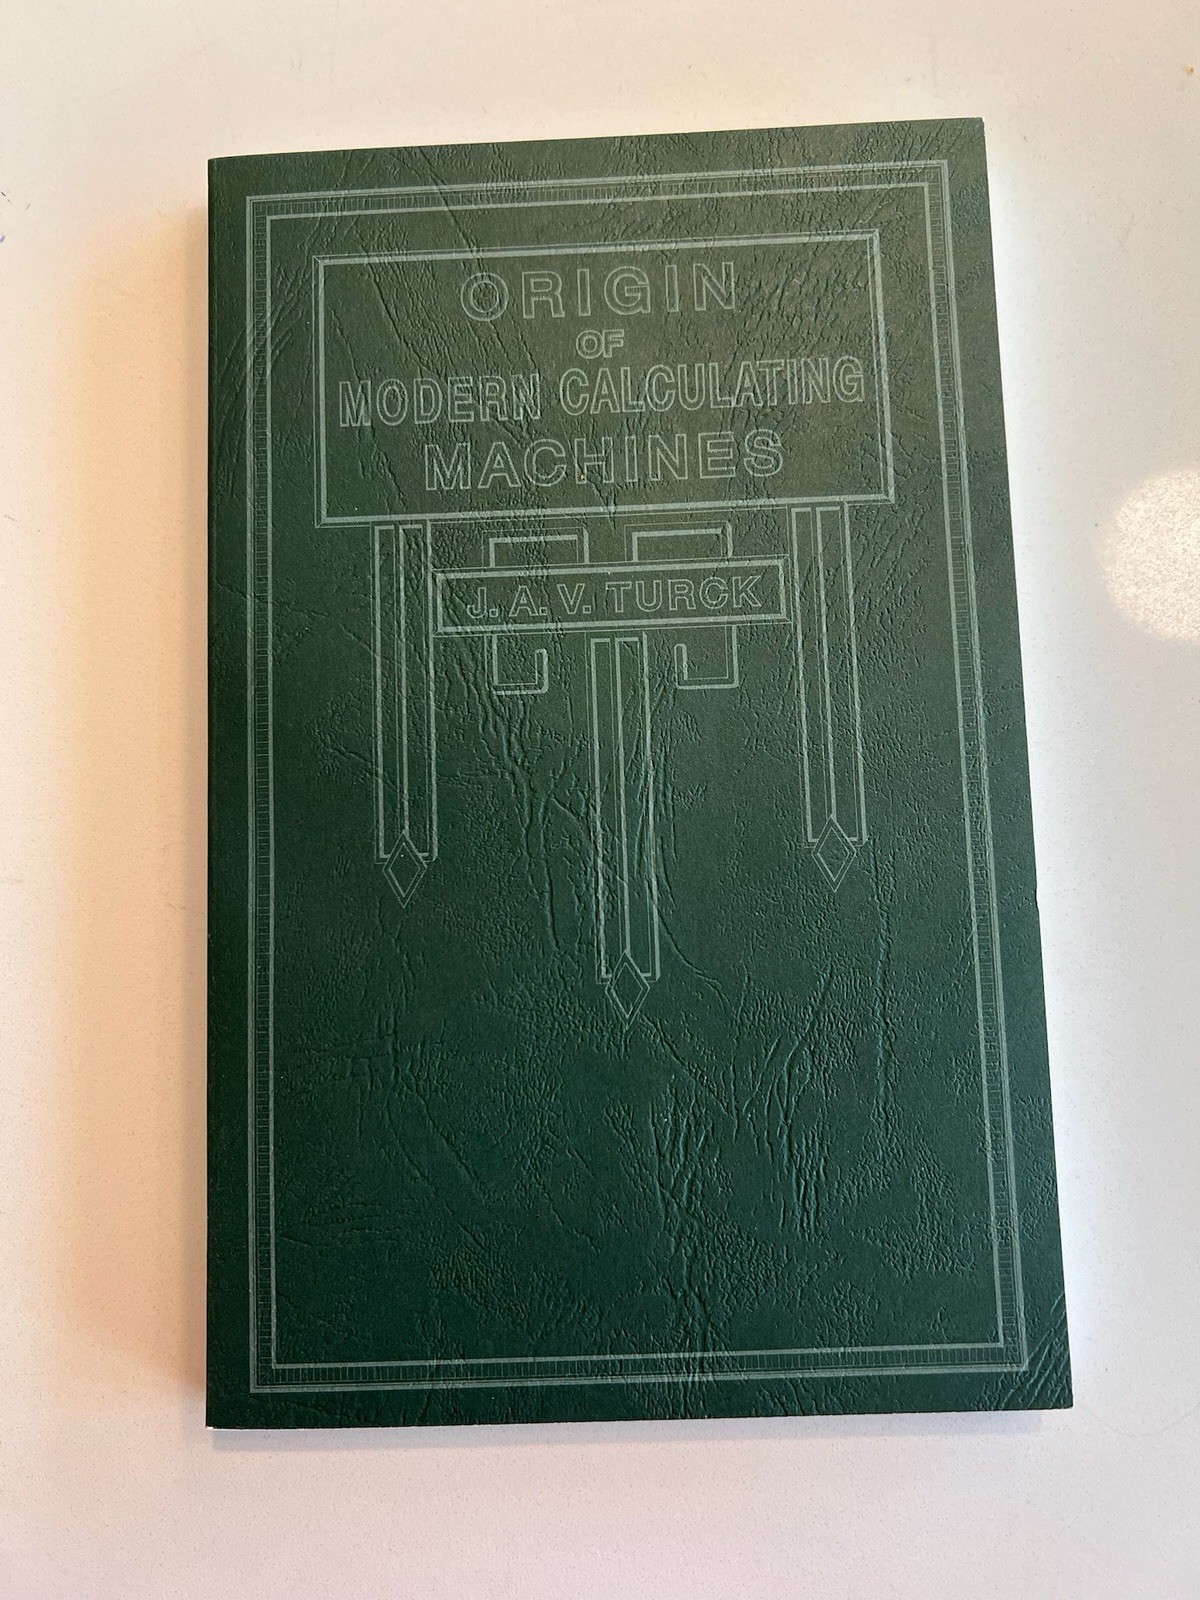 ORIGIN
OF
MODERN CALCULATING
MACHINES
J. A. V. TURCK